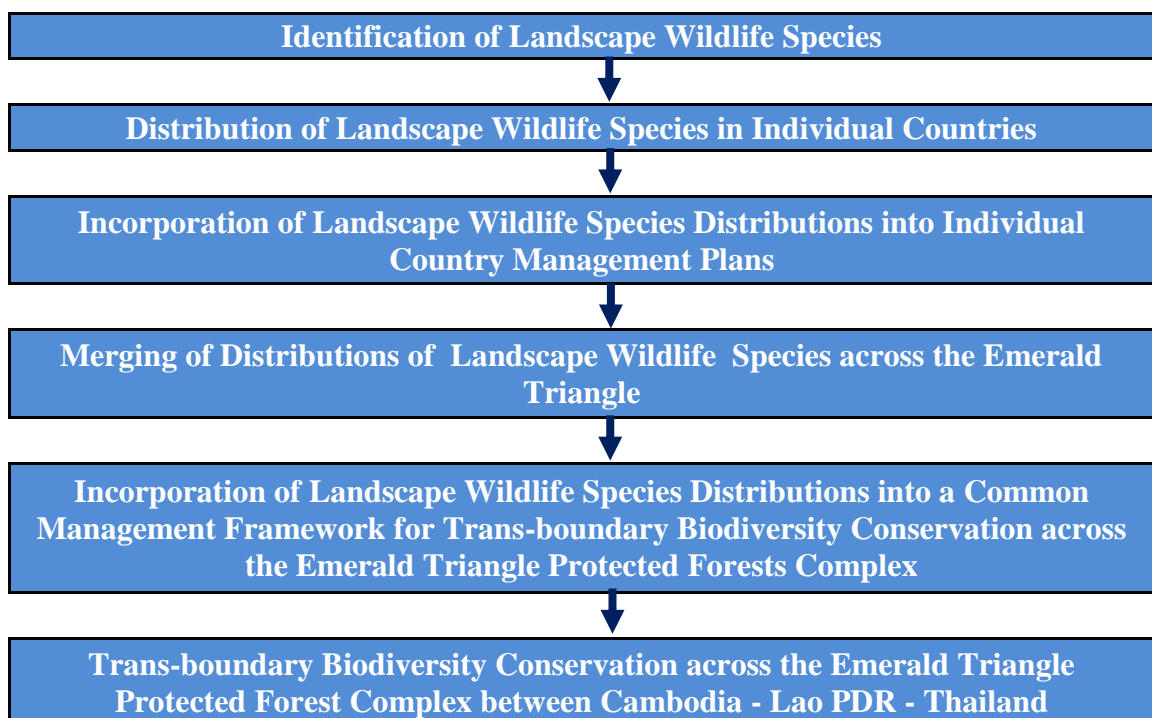 Identification of Landscape Wildlife Species
Distribution of Landscape Wildlife Species in Individual Countries
Incorporation of Landscape Wildlife Species Distributions into Individual
Country Management Plans
Merging of Distributions of Landscape Wildlife Species across the Emerald
Triangle
Incorporation of Landscape Wildlife Species Distributions into a Common
Management Framework for Trans-boundary Biodiversity Conservation across
the Emerald Triangle Protected Forests Complex
Trans-boundary Biodiversity Conservation across the Emerald Triangle
Protected Forest Complex between Cambodia - Lao PDR - Thailand